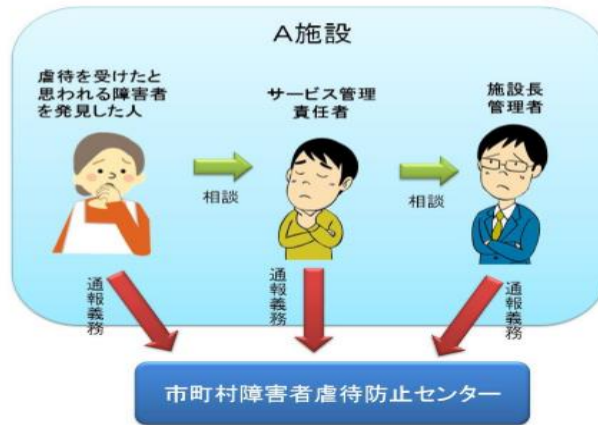 A施設
虐待を受けたと
思われる障害者
を発見した人
サービス管理
責任者
施設長
管理者
相談
相談
通報義務
通報義務
通報義務
市町村障害者虐待防止センター